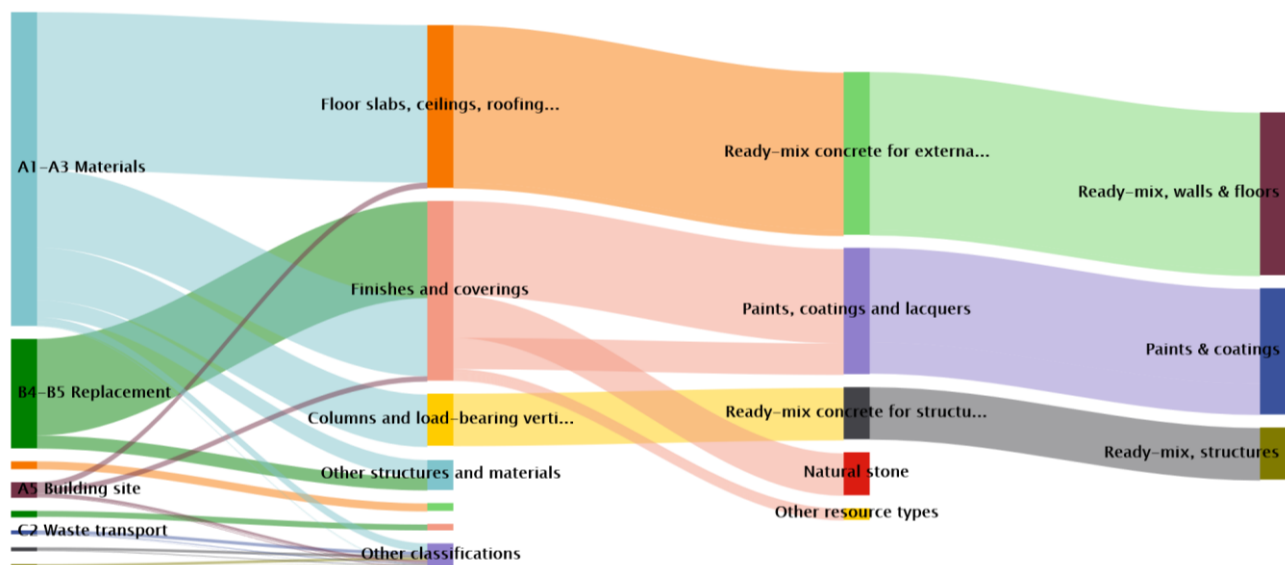 A1–A3 Materials
B4–B5 Replacement
A5 Building site
C2 Waste transport
Floor slabs, ceilings, roofing...
Finishes and coverings
Columns and load–bearing verti...
Other structures and materials
Other classifications
Ready–mix concrete for externa...
Paints, coatings and lacquers
Ready–mix concrete for structu...
Natural stone
Other resource types
Ready–mix, walls & floors
Paints & coatings
Ready–mix, structures